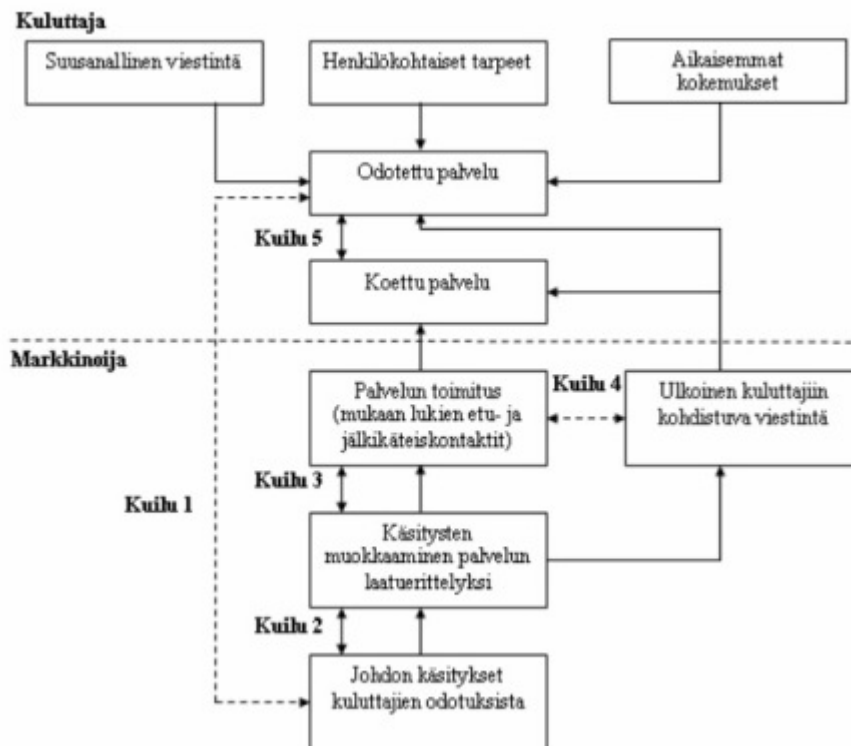 Kuluttaja
Suusanallinen viestintä
Henkilökohtaiset tarpeet
Aikaisemmat
kokemukset
Odotettu palvelu
Kuilu 5
Koettu palvelu
Markkinoija
Palvelun toimitus
(mukaan lukien etu- ja
jälkikäteiskontaktit)
Kuilu 4
Ulkoinen kuluttajiin
kohdistuva viestintä
Kuilu 3
Kuilu 1
Käsitysten
muokkaaminen palvelun
laatuerittelyksi
Kuilu 2
Johdon käsitykset
kuluttajien odotuksista